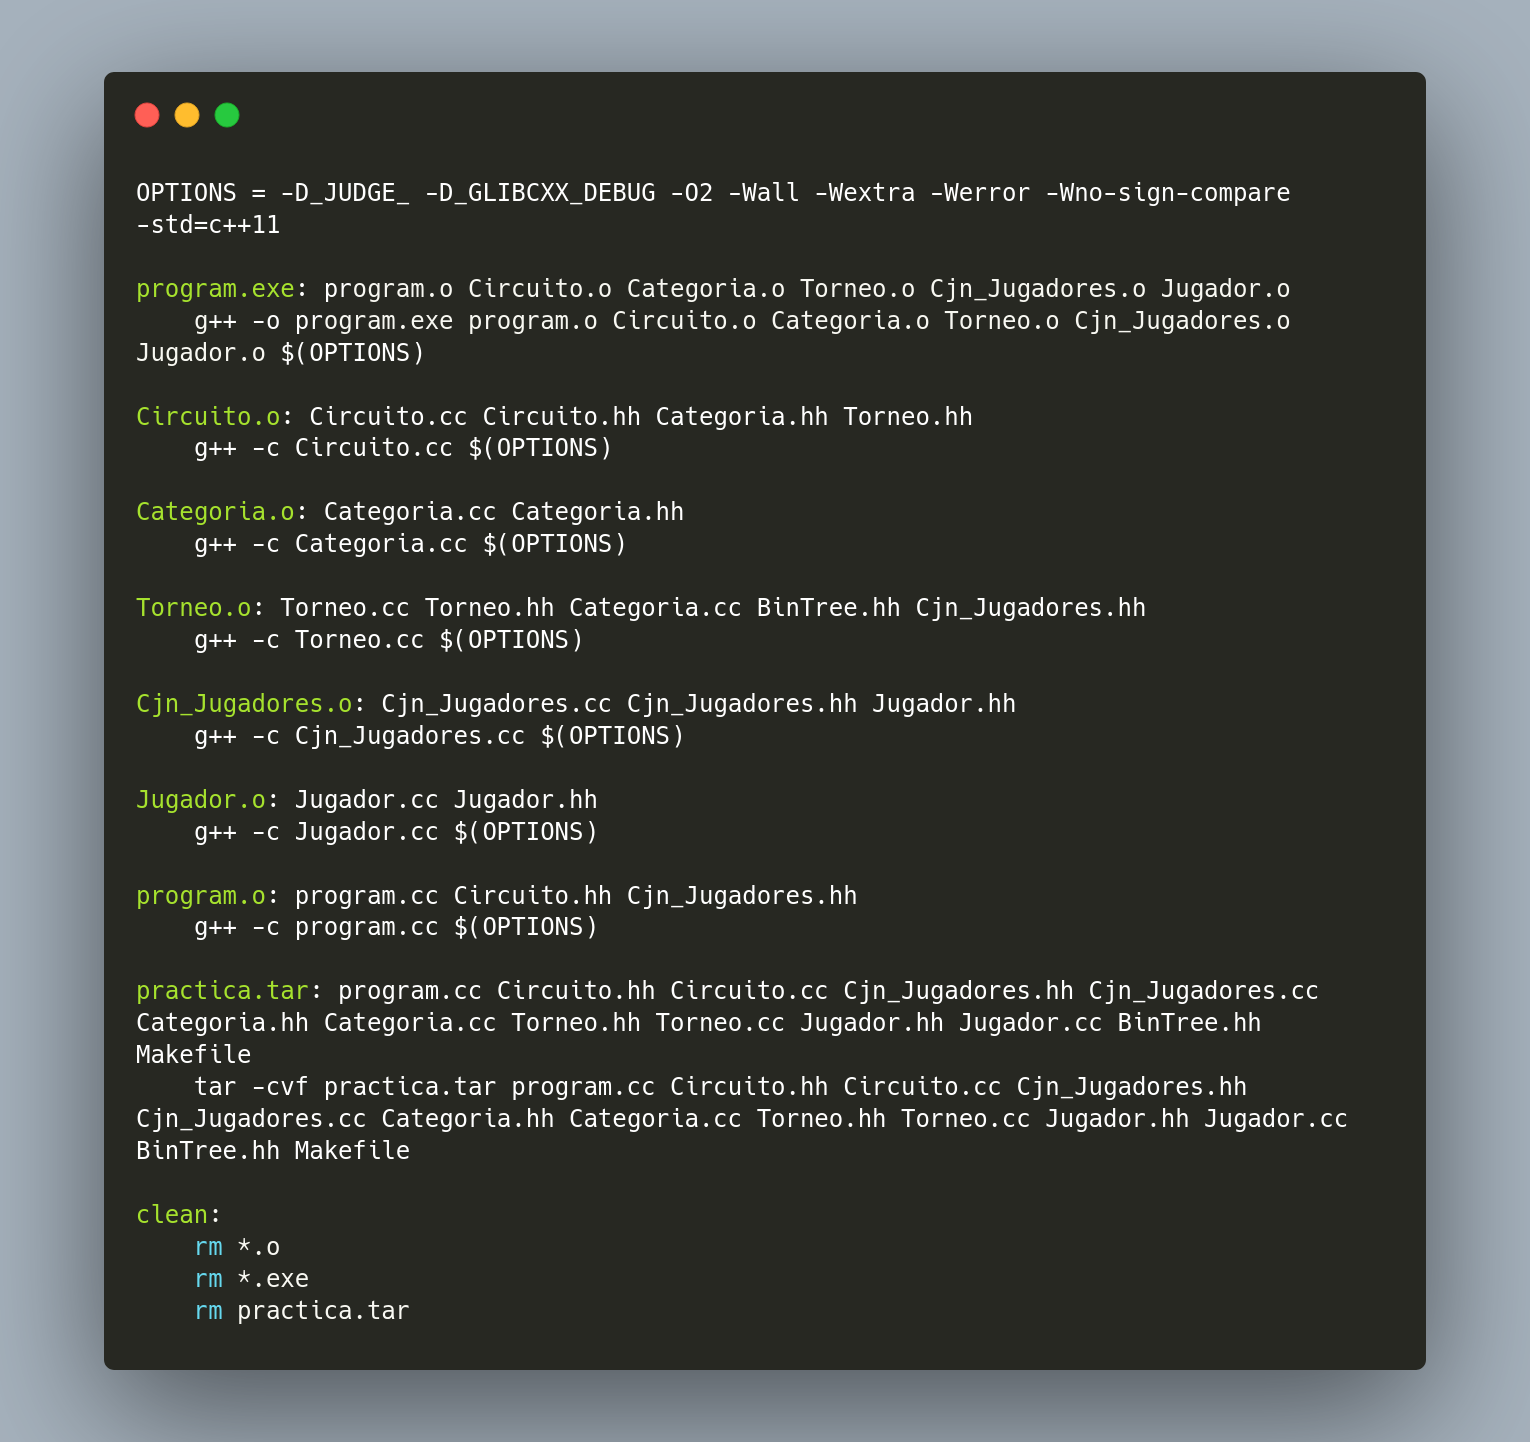 OPTIONS = -D_JUDGE_ -D_GLIBCXX_DEBUG -O2 -Wall -Wextra -Werror -Wno-sign-compare
-std=c++11

program.exe: program.o Circuito.o Categoria.o Torneo.o Cjn_Jugadores.o Jugador.o
    g++ -o program.exe program.o Circuito.o Categoria.o Torneo.o Cjn_Jugadores.o
Jugador.o $(OPTIONS)

Circuito.o: Circuito.cc Circuito.hh Categoria.hh Torneo.hh
    g++ -c Circuito.cc $(OPTIONS)

Categoria.o: Categoria.cc Categoria.hh
    g++ -c Categoria.cc $(OPTIONS)

Torneo.o: Torneo.cc Torneo.hh Categoria.cc BinTree.hh Cjn_Jugadores.hh
    g++ -c Torneo.cc $(OPTIONS)

Cjn_Jugadores.o: Cjn_Jugadores.cc Cjn_Jugadores.hh Jugador.hh
    g++ -c Cjn_Jugadores.cc $(OPTIONS)

Jugador.o: Jugador.cc Jugador.hh
    g++ -c Jugador.cc $(OPTIONS)

program.o: program.cc Circuito.hh Cjn_Jugadores.hh
    g++ -c program.cc $(OPTIONS)

practica.tar: program.cc Circuito.hh Circuito.cc Cjn_Jugadores.hh Cjn_Jugadores.cc
Categoria.hh Categoria.cc Torneo.hh Torneo.cc Jugador.hh Jugador.cc BinTree.hh
Makefile
    tar -cvf practica.tar program.cc Circuito.hh Circuito.cc Cjn_Jugadores.hh
Cjn_Jugadores.cc Categoria.hh Categoria.cc Torneo.hh Torneo.cc Jugador.hh Jugador.cc
BinTree.hh Makefile

clean:
    rm *.o
    rm *.exe
    rm practica.tar